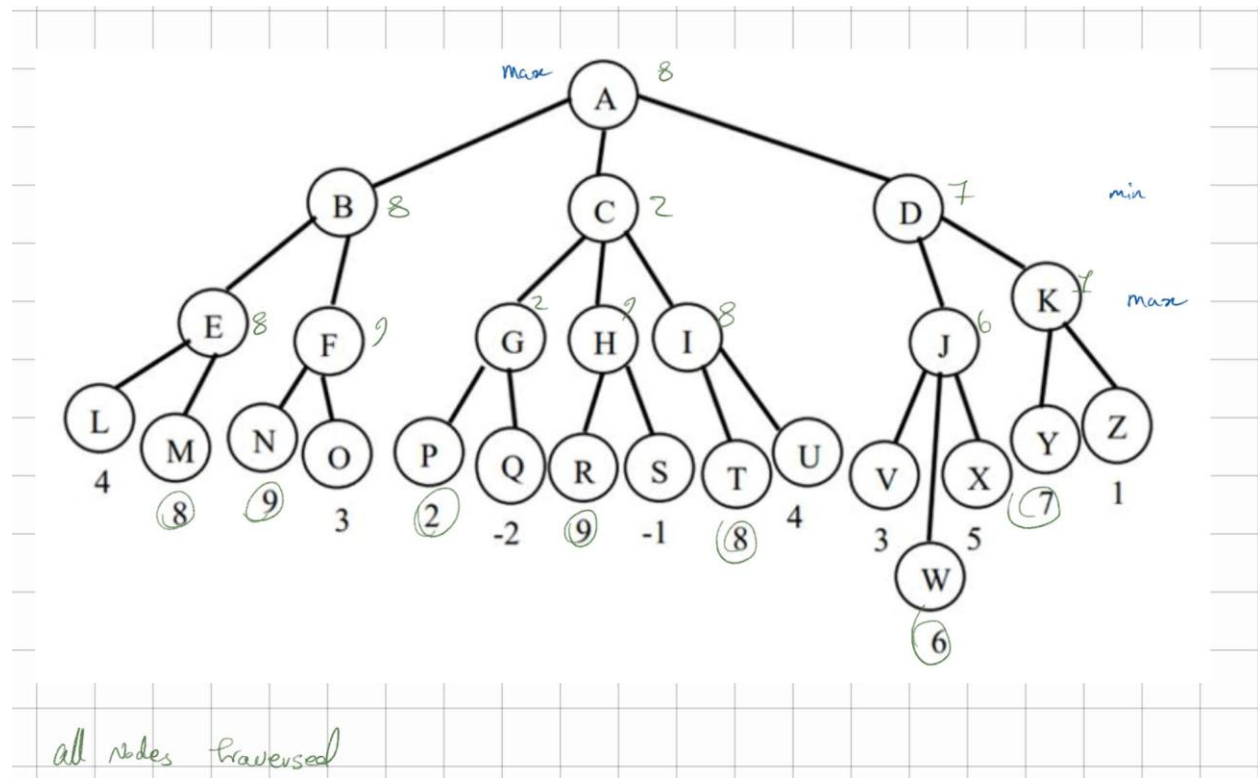 max A 8
B 8 C 2 D 7 min
E 8 F 9 G 2 H 9 I 8 J 6 K 7 max
L M N O P Q R S T U V X Y Z
4 8 9 3 2 -2 9 -1 8 4 3 5 7 1
W
6
all nodes traversed